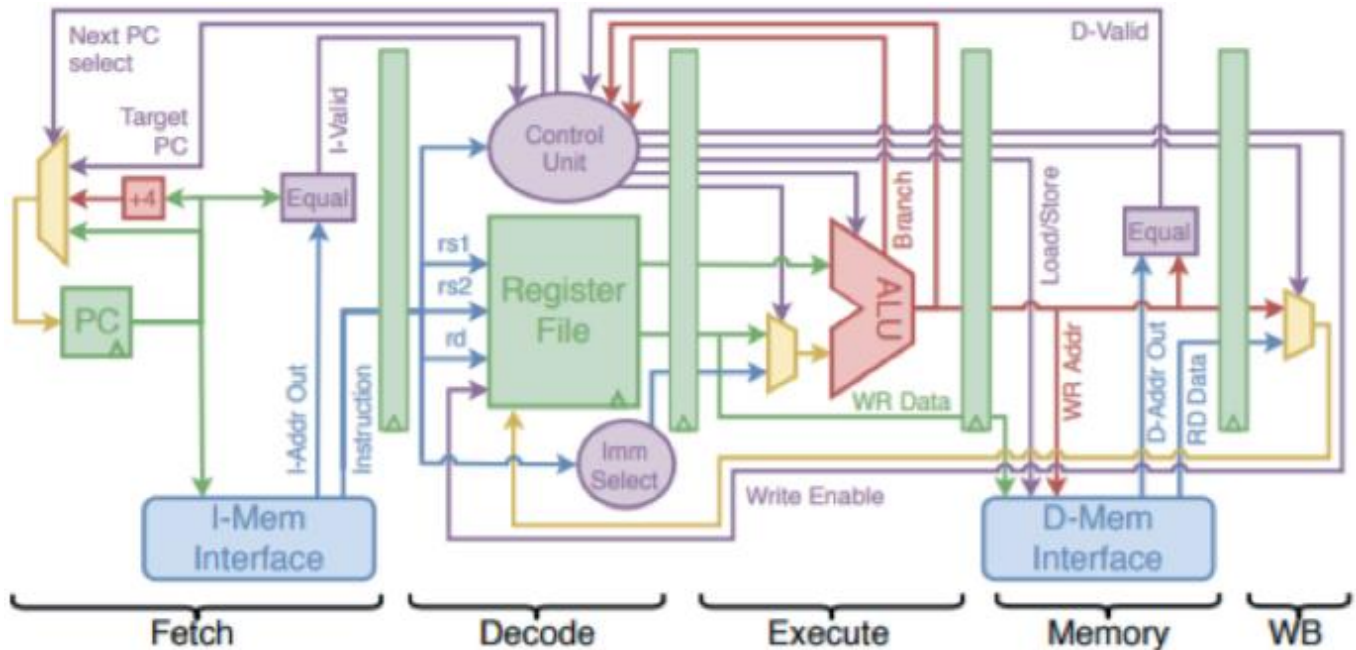 Next PC
select
Target
PC
I-Valid
D-Valid
Control
Unit
+4
Equal
Branch
Load/Store
Equal
rs1
rs2
rd
Register
File
PC
ALU
I-Addr Out
Instruction
WR Data
WR Addr
D-Addr Out
RD Data
Imm
Select
Write Enable
I-Mem
Interface
D-Mem
Interface
Fetch
Decode
Execute
Memory
WB